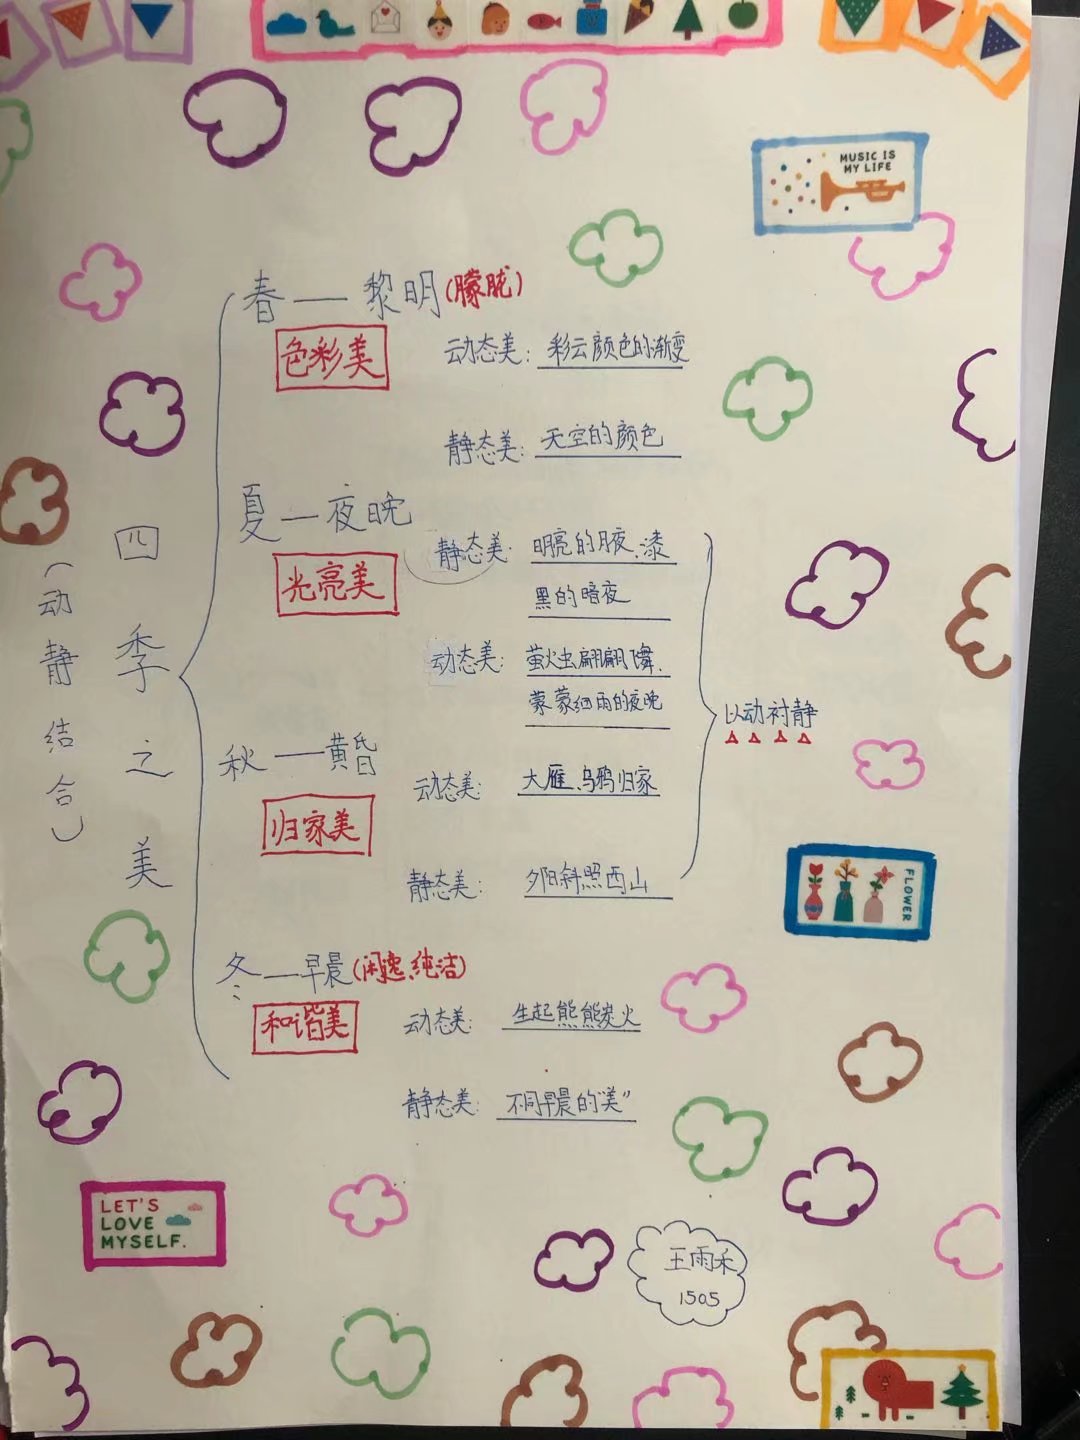 MUSIC IS
MY LIFE
四季之美
（动静结合）
春——黎明(朦胧)
色彩美
动态美：彩云颜色的渐变
静态美：天空的颜色
夏—夜晚
光亮美
静态美：明亮的月夜、漆
黑的暗夜
动态美：萤火虫翩翩飞舞、
蒙蒙细雨的夜晚
以动衬静
秋——黄昏
归家美
动态美：大雁、乌鸦归家
静态美：夕阳斜照西山
FLOWER
冬——早晨(闲逸、纯洁)
和谐美
动态美：生起熊熊炭火
静态美：不同早晨的“美”
LET'S
LOVE
MYSELF.
王雨禾
1505